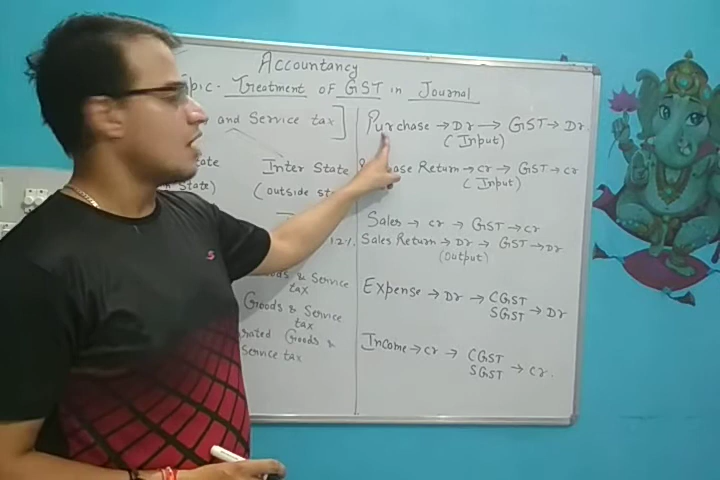 Accountancy
Treatment of GST in Journal
and Service tax]
Inter State
(outside
12%
Goods & Service
tax
Goods & Service
tax
Service tax
Purchase → Dr → GST → Dr
(Input)
Return → cr → GST → cr
(Input)
Sales → cr → GST → cr
Sales Return → Dr → GST → Dr
(Output)
Expense → Dr → CGST
SGST → Dr
Income → cr → CGST
SGST → cr.